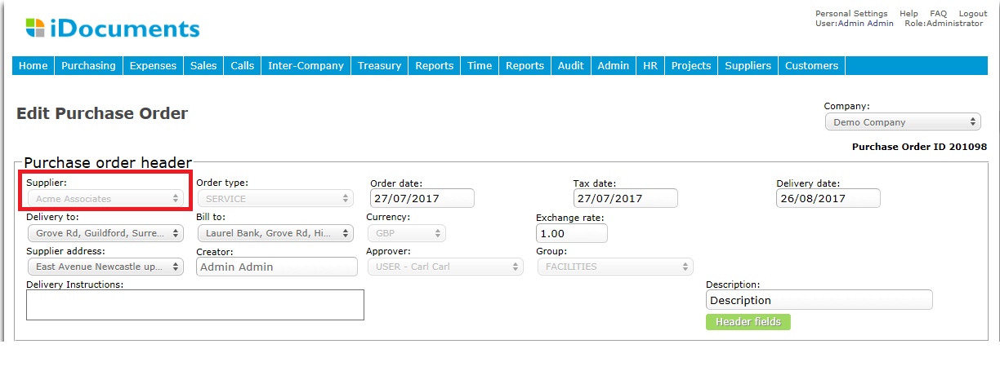 iDocuments
Personal Settings Help FAQ Logout
User:Admin Admin Role:Administrator
Home Purchasing Expenses Sales Calls Inter-Company Treasury Reports Time Reports Audit Admin HR Projects Suppliers Customers
Edit Purchase Order
Company:
Demo Company
Purchase Order ID 201098
Purchase order header
Supplier: Order type: Order date: Tax date: Delivery date:
Acme Associates SERVICE 27/07/2017 27/07/2017 26/08/2017
Delivery to: Bill to: Currency: Exchange rate:
Grove Rd, Guildford, Surre... Laurel Bank, Grove Rd, Hi... GBP 1.00
Supplier address: Creator: Approver: Group:
East Avenue Newcastle up... Admin Admin USER - Carl Carl FACILITIES
Delivery Instructions: Description:
Description
Header fields